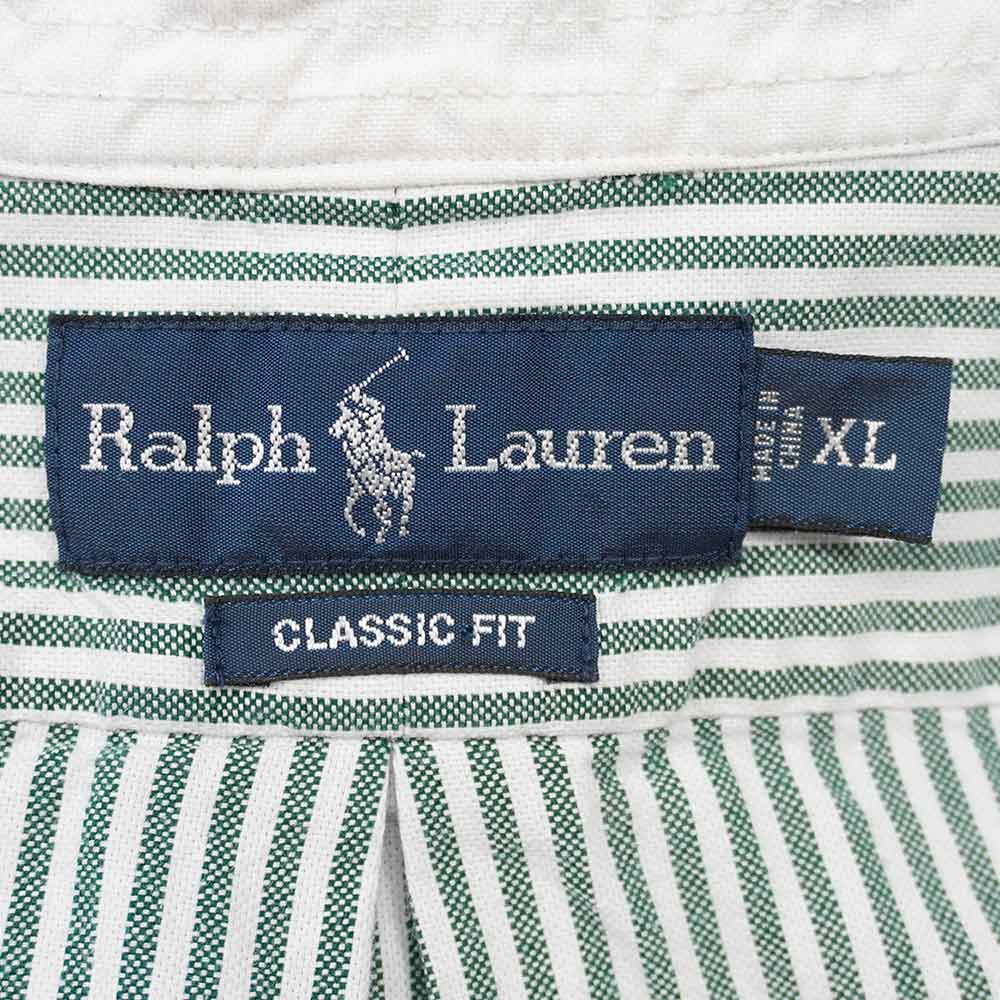 Ralph Lauren
MADE IN
CHINA
XL
CLASSIC FIT